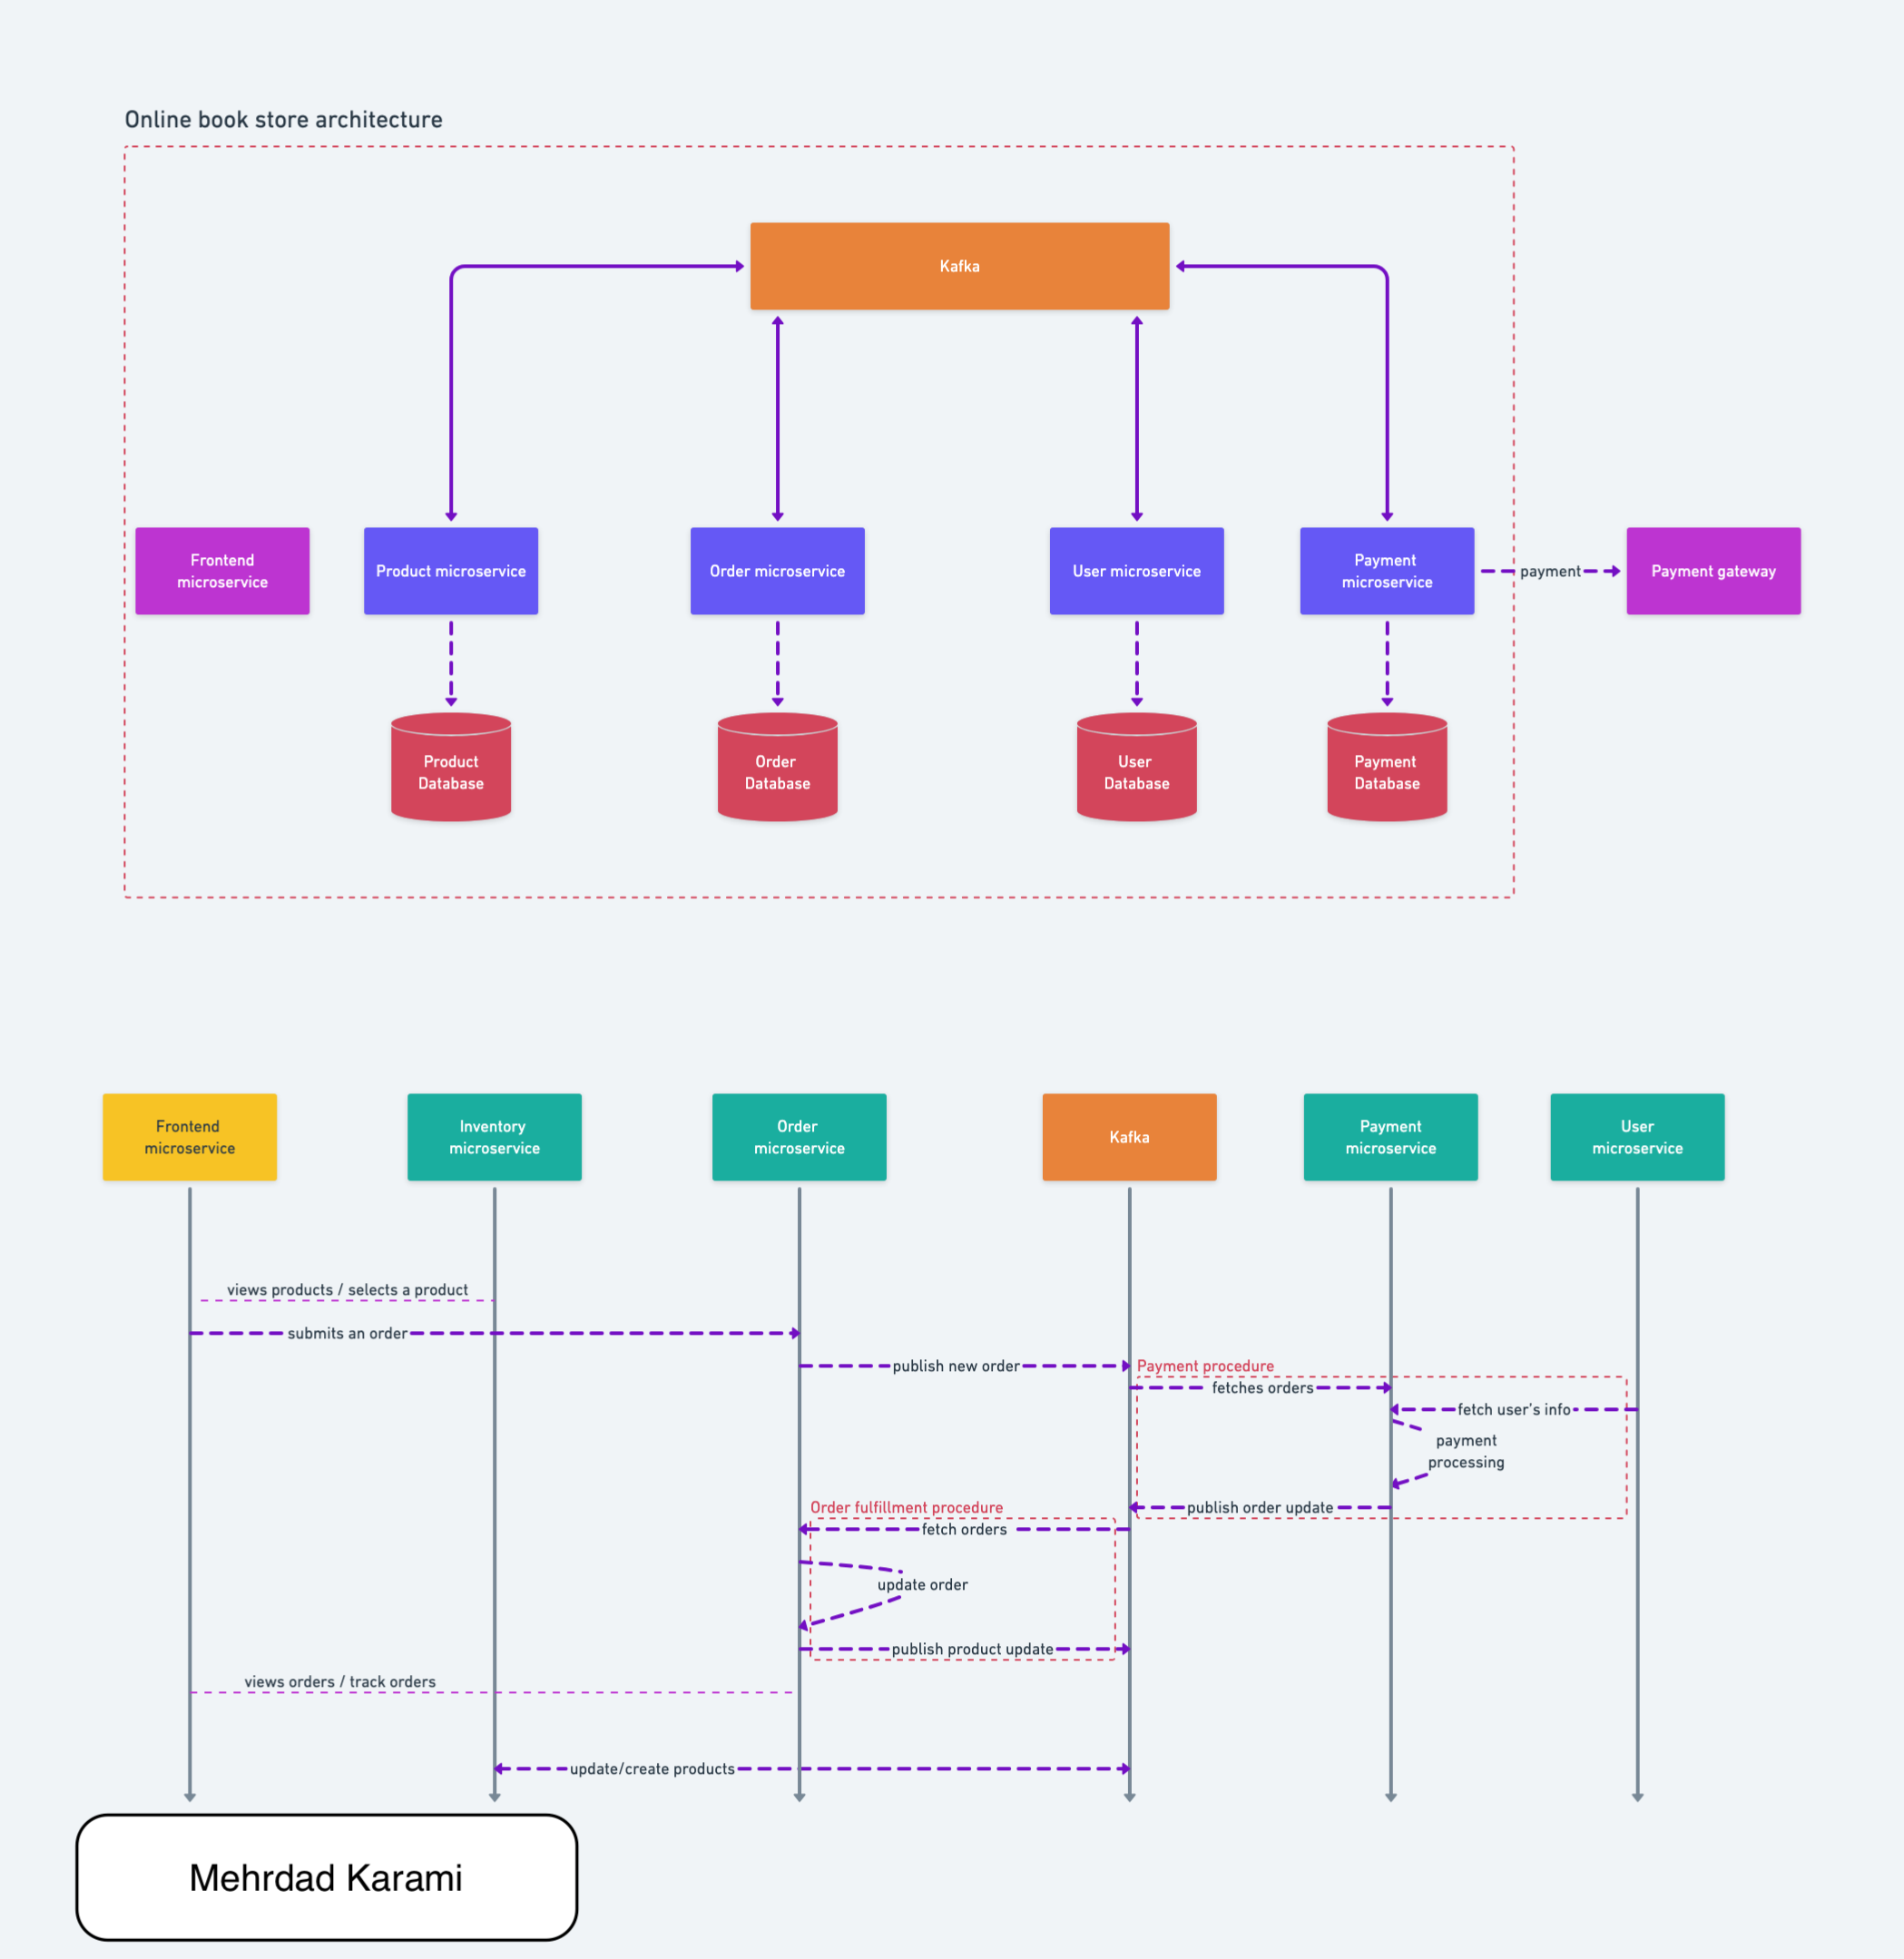 Online book store architecture
Kafka
Frontend
microservice
Product microservice
Order microservice
User microservice
Payment
microservice
payment
Payment gateway
Product
Database
Order
Database
User
Database
Payment
Database
Frontend
microservice
Inventory
microservice
Order
microservice
Kafka
Payment
microservice
User
microservice
views products / selects a product
submits an order
publish new order
Payment procedure
fetches orders
fetch user's info
payment
processing
publish order update
Order fulfillment procedure
fetch orders
update order
publish product update
views orders / track orders
update/create products
Mehrdad Karami